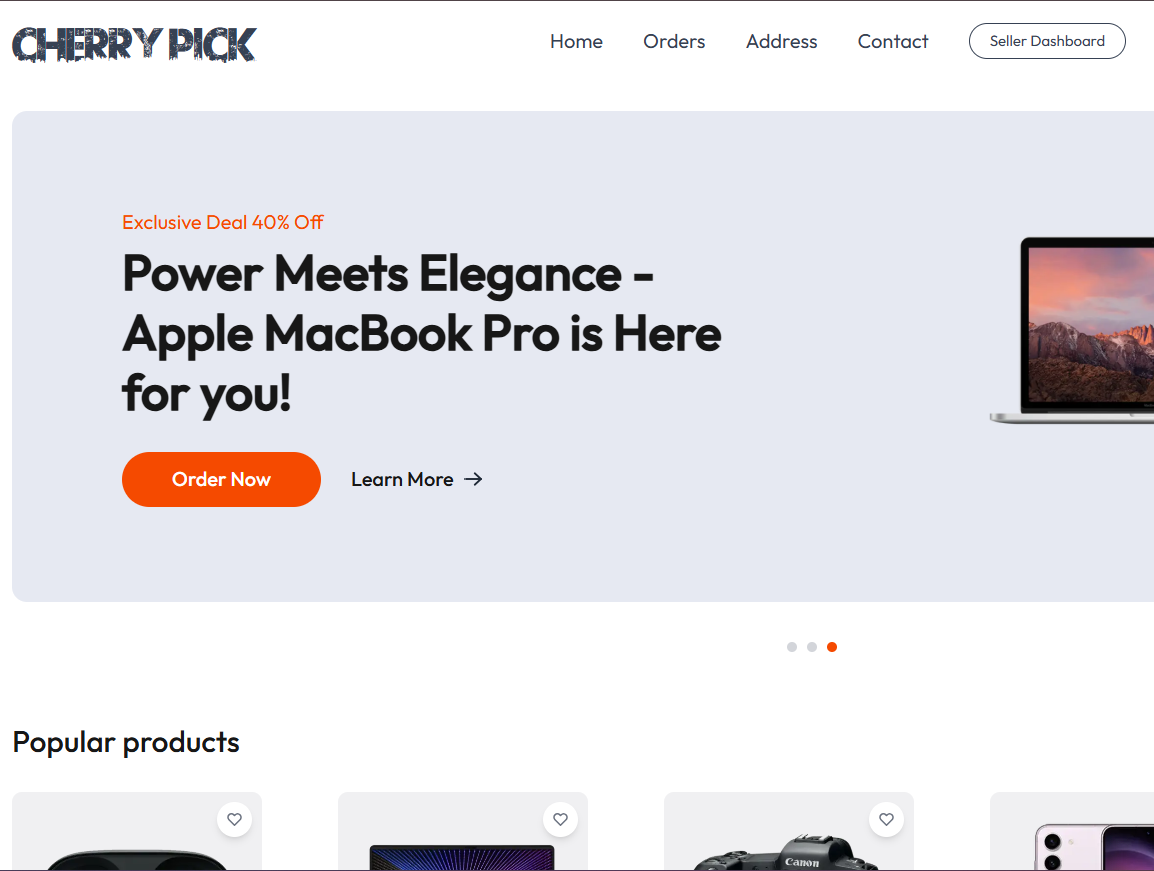 CHERRY PICK
Home
Orders
Address
Contact
Seller Dashboard
Exclusive Deal 40% Off
Power Meets Elegance -
Apple MacBook Pro is Here
for you!
Order Now
Learn More →
Popular products
Canon